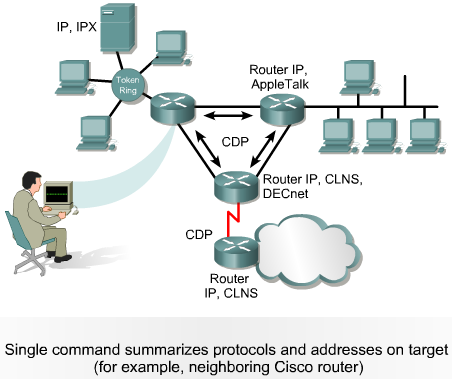 IP, IPX
Token
Ring
Router IP,
AppleTalk
CDP
Router IP, CLNS,
DECnet
CDP
Router
IP, CLNS
Single command summarizes protocols and addresses on target
(for example, neighboring Cisco router)